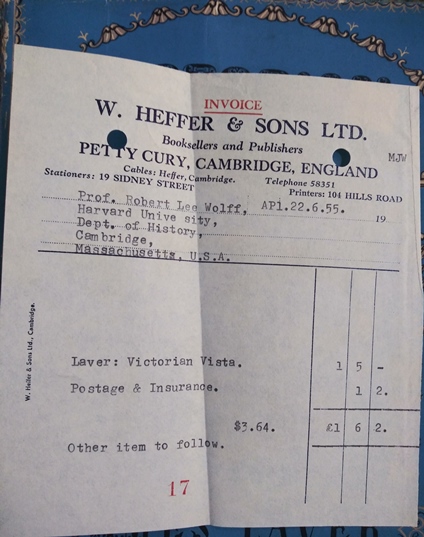 INVOICE
W. HEFFER & SONS LTD.
Booksellers and Publishers
MJW
PETTY CURY, CAMBRIDGE, ENGLAND
Cables: Heffer, Cambridge. Telephone 58351
Stationers: 19 SIDNEY STREET Printers: 104 HILLS ROAD
Prof. Robert Lee Wolff, AP1.22.6.55. 19
Harvard Unive sity,
Dept. of History,
Cambridge,
Massachusetts, U.S.A.
W. Heffer & Sons Ltd., Cambridge.
Laver: Victorian Vista. 1 5 -
Postage & Insurance. 1 2.
$3.64. £1 6 2.
Other item to follow.
17